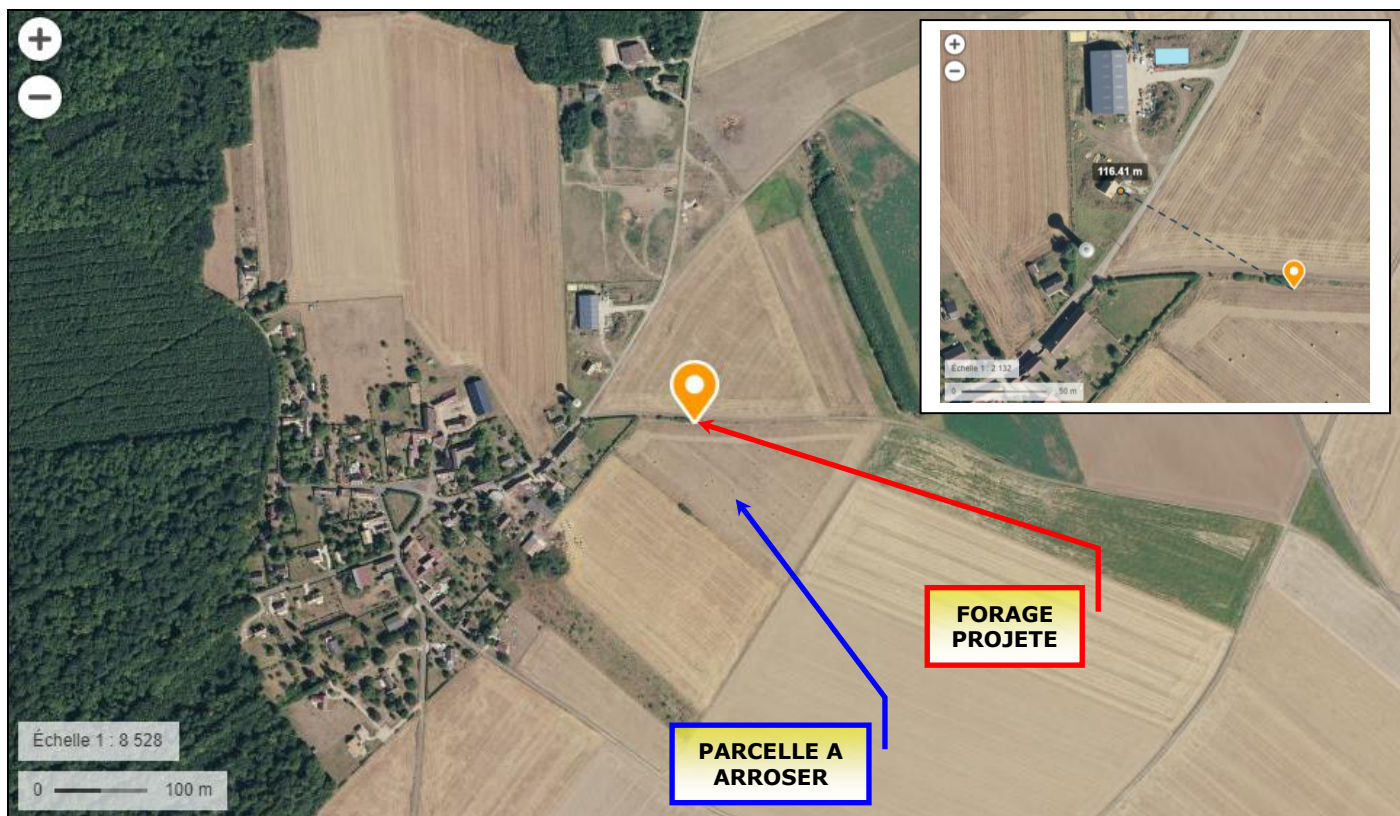 +
−
+
−
116.41 m
Échelle 1 : 2 132
0 50 m
FORAGE
PROJETE
PARCELLE A
ARROSER
Échelle 1 : 8 528
0 100 m